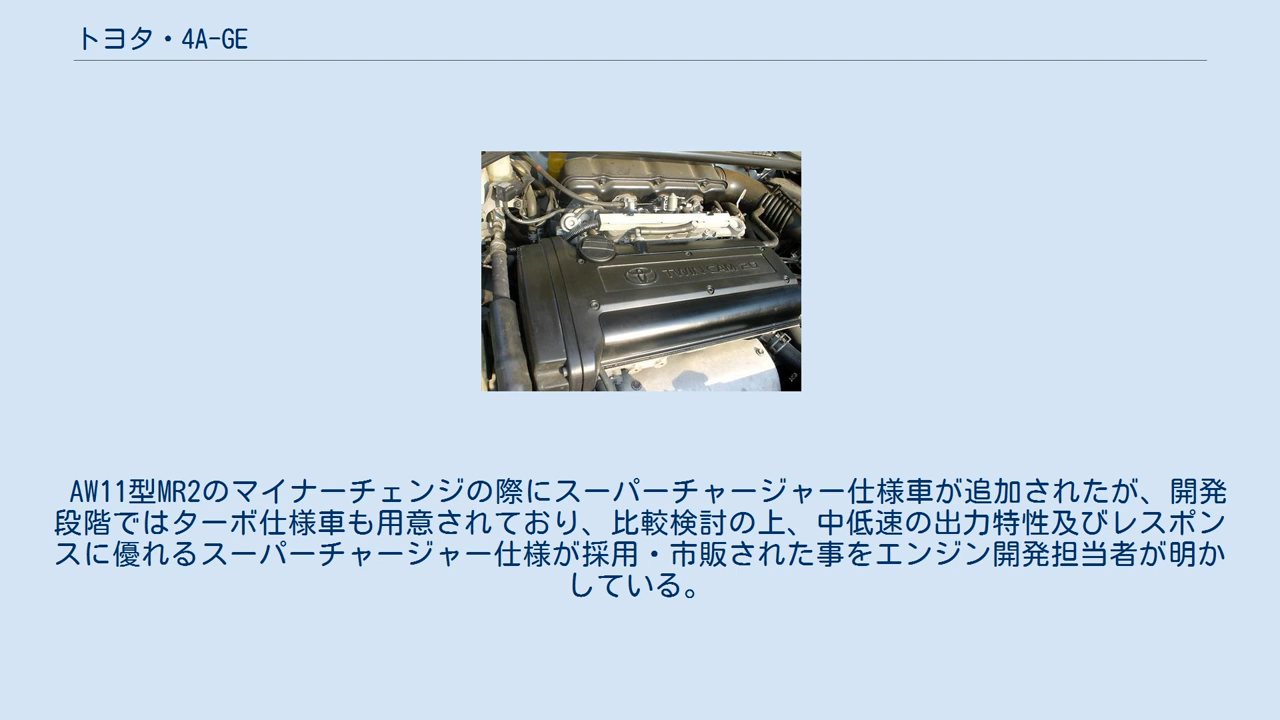 トヨタ・4A-GE
TWIN CAM
AW11型MR2のマイナーチェンジの際にスーパーチャージャー仕様車が追加されたが、開発
段階ではターボ仕様車も用意されており、比較検討の上、中低速の出力特性及びレスポン
スに優れるスーパーチャージャー仕様が採用・市販された事をエンジン開発担当者が明か
している。